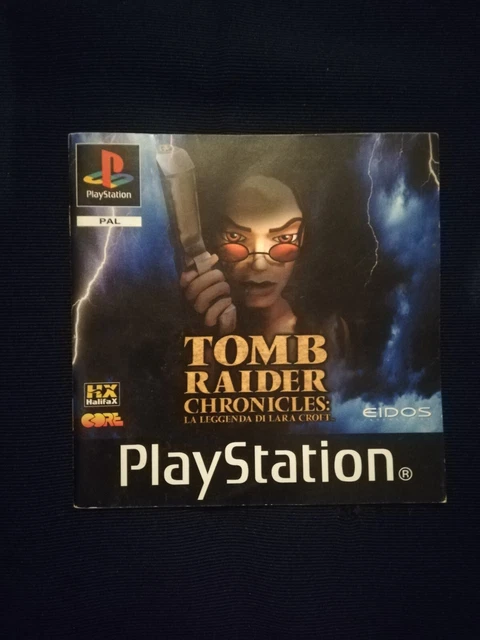 PlayStation
PAL
TOMB
RAIDER
CHRONICLES:
LA LEGGENDA DI LARA CROFT
HX
HalifaX
CORE
EIDOS
PlayStation®